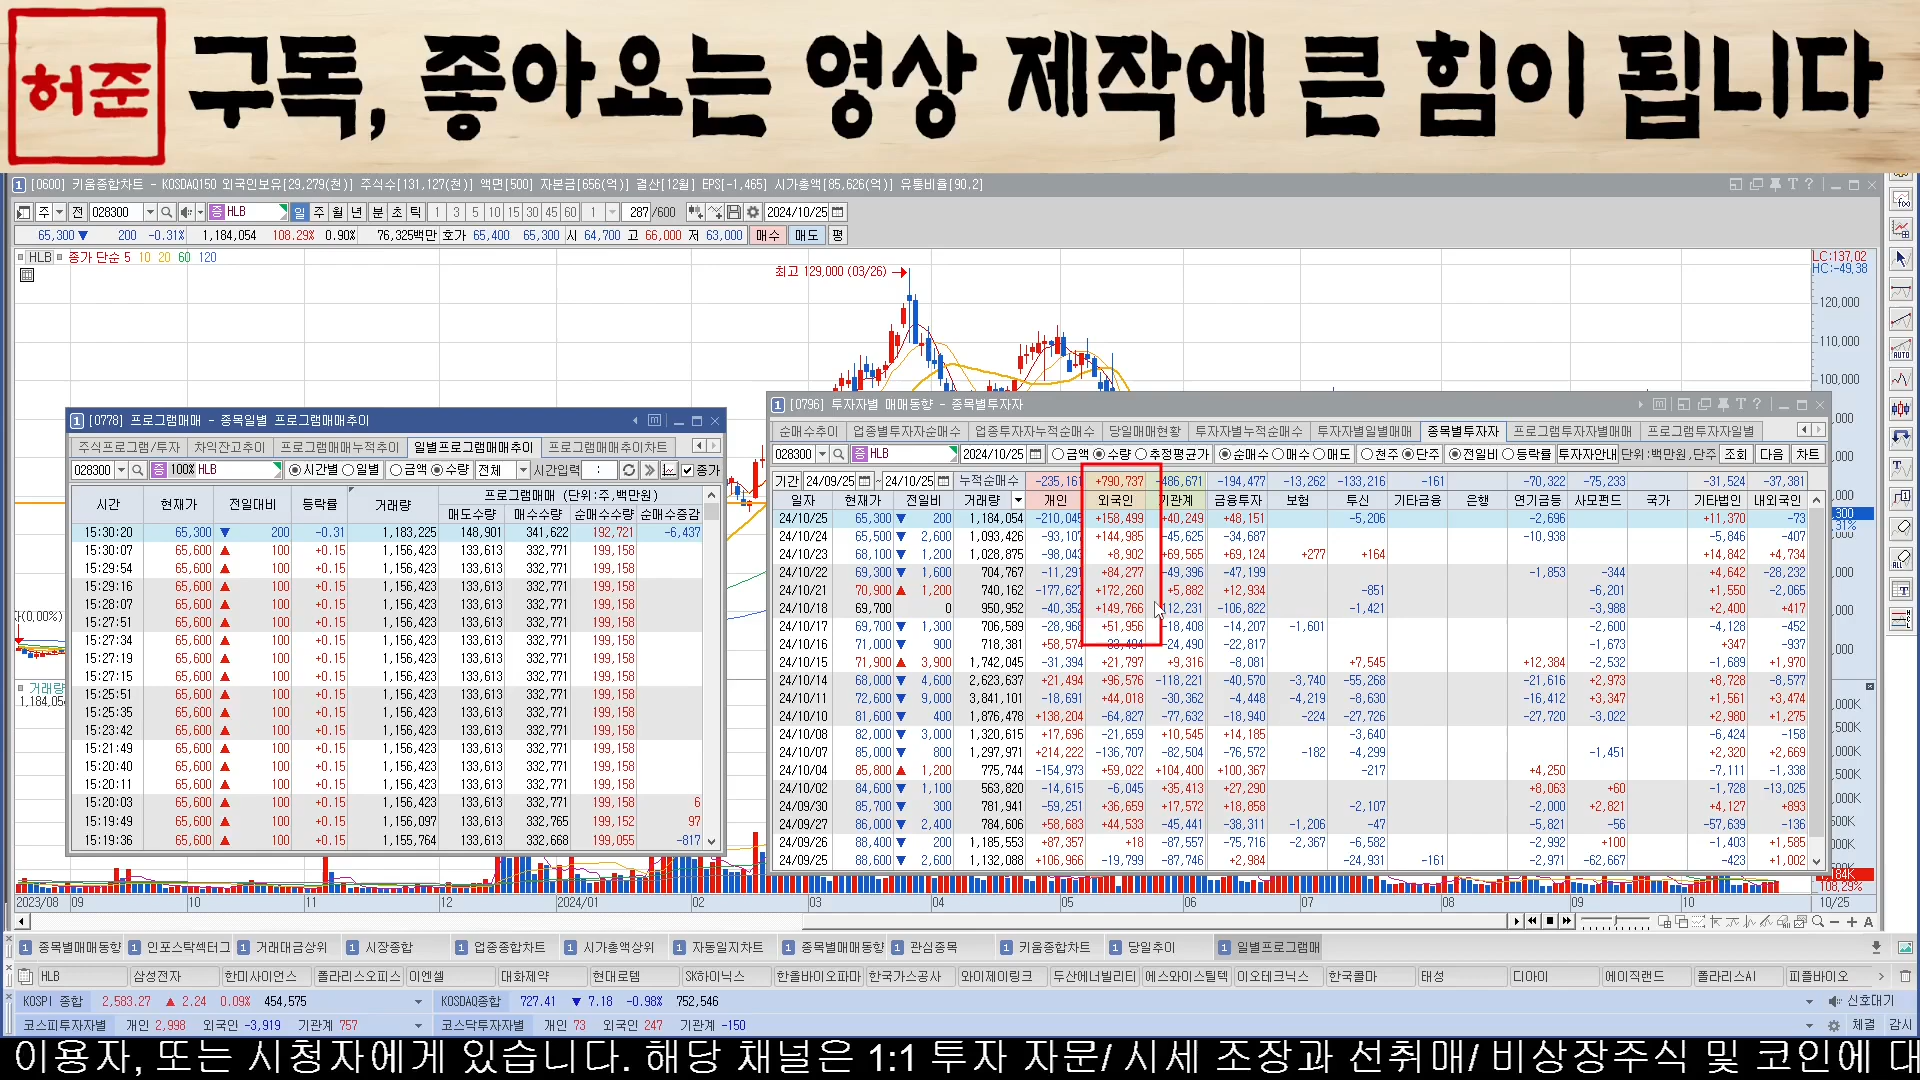 허준 구독, 좋아요는 영상 제작에 큰 힘이 됩니다
1 [0600] 키움종합차트 - KOSDAQ150 외국인보유[29,279(천)] 주식수[131,127(천)] 액면[500] 자본금[656(억)] 결산[12월] EPS[-1,465] 시가총액[85,626(억)] 유통비율[90.2]
주 전 028300 증 HLB 일 주 월 년 분 초 틱 1 3 5 10 15 30 45 60 1 287 /600 2024/10/25
65,300 ▼ 200 -0.31% 1,184,054 108.29% 0.90% 76,325백만 호가 65,400 65,300 시 64,700 고 66,000 저 63,000 매수 매도 평
HLB 종가 단순 5 10 20 60 120
LC:137.02
HC:-49.38
최고 129,000 (03/26)
120,000
110,000
100,000
1 [0778] 프로그램매매 - 종목일별 프로그램매매추이
주식프로그램/투자 차익잔고추이 프로그램매매누적추이 일별프로그램매매추이 프로그램매매추이차트
028300 증 100% HLB 시간별 일별 금액 수량 전체 시간입력 : 종가
시간 현재가 전일대비 등락률 거래량 프로그램매매 (단위:주,백만원)
매도수량 매수수량 순매수수량 순매수증감
15:30:20 65,300 ▼ 200 -0.31 1,183,225 148,901 341,622 192,721 -6,437
15:30:07 65,600 ▲ 100 +0.15 1,156,423 133,613 332,771 199,158
15:29:54 65,600 ▲ 100 +0.15 1,156,423 133,613 332,771 199,158
15:29:16 65,600 ▲ 100 +0.15 1,156,423 133,613 332,771 199,158
15:28:07 65,600 ▲ 100 +0.15 1,156,423 133,613 332,771 199,158
15:27:51 65,600 ▲ 100 +0.15 1,156,423 133,613 332,771 199,158
15:27:34 65,600 ▲ 100 +0.15 1,156,423 133,613 332,771 199,158
15:27:19 65,600 ▲ 100 +0.15 1,156,423 133,613 332,771 199,158
15:27:15 65,600 ▲ 100 +0.15 1,156,423 133,613 332,771 199,158
15:25:51 65,600 ▲ 100 +0.15 1,156,423 133,613 332,771 199,158
15:25:35 65,600 ▲ 100 +0.15 1,156,423 133,613 332,771 199,158
15:23:42 65,600 ▲ 100 +0.15 1,156,423 133,613 332,771 199,158
15:21:49 65,600 ▲ 100 +0.15 1,156,423 133,613 332,771 199,158
15:20:40 65,600 ▲ 100 +0.15 1,156,423 133,613 332,771 199,158
15:20:11 65,600 ▲ 100 +0.15 1,156,423 133,613 332,771 199,158
15:20:03 65,600 ▲ 100 +0.15 1,156,423 133,613 332,771 199,158 6
15:19:49 65,600 ▲ 100 +0.15 1,156,097 133,613 332,765 199,152 97
15:19:36 65,600 ▲ 100 +0.15 1,155,764 133,613 332,668 199,055 -817
1 [0796] 투자자별 매매동향 - 종목별투자자
순매수추이 업종별투자자순매수 업종투자자누적순매수 당일매매현황 투자자별누적순매수 투자자별일별매매 종목별투자자 프로그램투자자별매매 프로그램투자자일별
028300 증 HLB 2024/10/25 금액 수량 추정평균가 순매수 매수 매도 천주 단주 전일비 등락률 투자자안내 단위:백만원,단주 조회 다음 차트
기간 24/09/25 ~ 24/10/25 누적순매수 -235,161 +790,737 -486,671 -194,477 -13,262 -133,216 -161 -70,322 -75,233 -31,524 -37,381
일자 현재가 전일비 거래량 개인 외국인 기관계 금융투자 보험 투신 기타금융 은행 연기금등 사모펀드 국가 기타법인 내외국인
24/10/25 65,300 ▼ 200 1,184,054 -210,045 +158,499 +40,249 +48,151 -5,206 -2,696 +11,370 -73
24/10/24 65,500 ▼ 2,600 1,093,426 -93,107 +144,985 -45,625 -34,687 -10,938 -5,846 -407
24/10/23 68,100 ▼ 1,200 1,028,875 -98,043 +8,902 +69,565 +69,124 +277 +164 +14,842 +4,734
24/10/22 69,300 ▼ 1,600 704,767 -11,291 +84,277 -49,396 -47,199 -1,853 -344 +4,642 -28,232
24/10/21 70,900 ▲ 1,200 740,162 -177,627 +172,260 +5,882 +12,934 -851 -6,201 +1,550 -2,065
24/10/18 69,700 0 950,952 -40,352 +149,766 -112,231 -106,822 -1,421 -3,988 +2,400 +417
24/10/17 69,700 ▼ 1,300 706,589 -28,968 +51,956 -18,408 -14,207 -1,601 -2,600 -4,128 -452
24/10/16 71,000 ▼ 900 718,381 +58,574 -33,494 -24,490 -22,817 -1,673 +347 -937
24/10/15 71,900 ▲ 3,900 1,742,045 -31,394 +21,797 +9,316 -8,081 +7,545 +12,384 -2,532 -1,689 +1,970
24/10/14 68,000 ▼ 4,600 2,623,637 +21,494 +96,576 -118,221 -40,570 -3,740 -55,268 -21,616 +2,973 +8,728 -8,577
24/10/11 72,600 ▼ 9,000 3,841,101 -18,691 +44,018 -30,362 -4,448 -4,219 -8,630 -16,412 +3,347 +1,561 +3,474
24/10/10 81,600 ▼ 400 1,876,478 +138,204 -64,827 -77,632 -18,940 -224 -27,726 -27,720 -3,022 +2,980 +1,275
24/10/08 82,000 ▼ 3,000 1,320,615 +17,696 -21,659 +10,545 +14,185 -3,640 -6,424 -158
24/10/07 85,000 ▼ 800 1,297,971 +214,222 -136,707 -82,504 -76,572 -182 -4,299 -1,451 +2,320 +2,669
24/10/04 85,800 ▲ 1,200 775,744 -154,973 +59,022 +104,400 +100,367 -217 +4,250 -7,111 -1,338
24/10/02 84,600 ▼ 1,100 563,820 -14,615 -6,045 +35,413 +27,290 +8,063 +60 -1,728 -13,025
24/09/30 85,700 ▼ 300 781,941 -59,251 +36,659 +17,572 +18,858 -2,107 -2,000 +2,821 +4,127 +893
24/09/27 86,000 ▼ 2,400 784,606 +58,683 +44,533 -45,441 -38,311 -1,206 -47 -5,821 -56 -57,639 -136
24/09/26 88,400 ▼ 200 1,185,553 +87,357 +18 -87,557 -75,716 -2,367 -6,582 -2,992 +100 -1,403 +1,585
24/09/25 88,600 ▼ 2,600 1,132,088 +106,966 -19,799 -87,746 +2,984 -24,931 -161 -2,971 -62,667 -423 +1,002
108.29%
2023/08 09 10 11 2024/01 02 03 04 05 06 07 08 09 10 10/25
1 종목별매매동향 1 인포스탁섹터그 1 거래대금상위 1 시장종합 1 업종종합차트 1 시가총액상위 1 자동일지차트 1 종목별매매동향 1 관심종목 1 키움종합차트 1 당일추이 1 일별프로그램매
HLB 삼성전자 한미사이언스 폴라리스오피스 이엔셀 대화제약 현대로템 SK하이닉스 한올바이오파마 한국가스공사 와이제이링크 두산에너빌리티 에스와이스틸텍 이오테크닉스 한국콜마 태성 디아이 에이직랜드 폴라리스AI 피플바이오
KOSPI 종합 2,583.27 ▲ 2.24 0.09% 454,575 KOSDAQ종합 727.41 ▼ 7.18 -0.98% 752,546 신호대기
코스피투자자별 개인 2,998 외국인 -3,919 기관계 757 코스닥투자자별 개인 73 외국인 247 기관계 -150 체결 감시
이용자, 또는 시청자에게 있습니다. 해당 채널은 1:1 투자 자문/ 시세 조장과 선취매/ 비상장주식 및 코인에 대